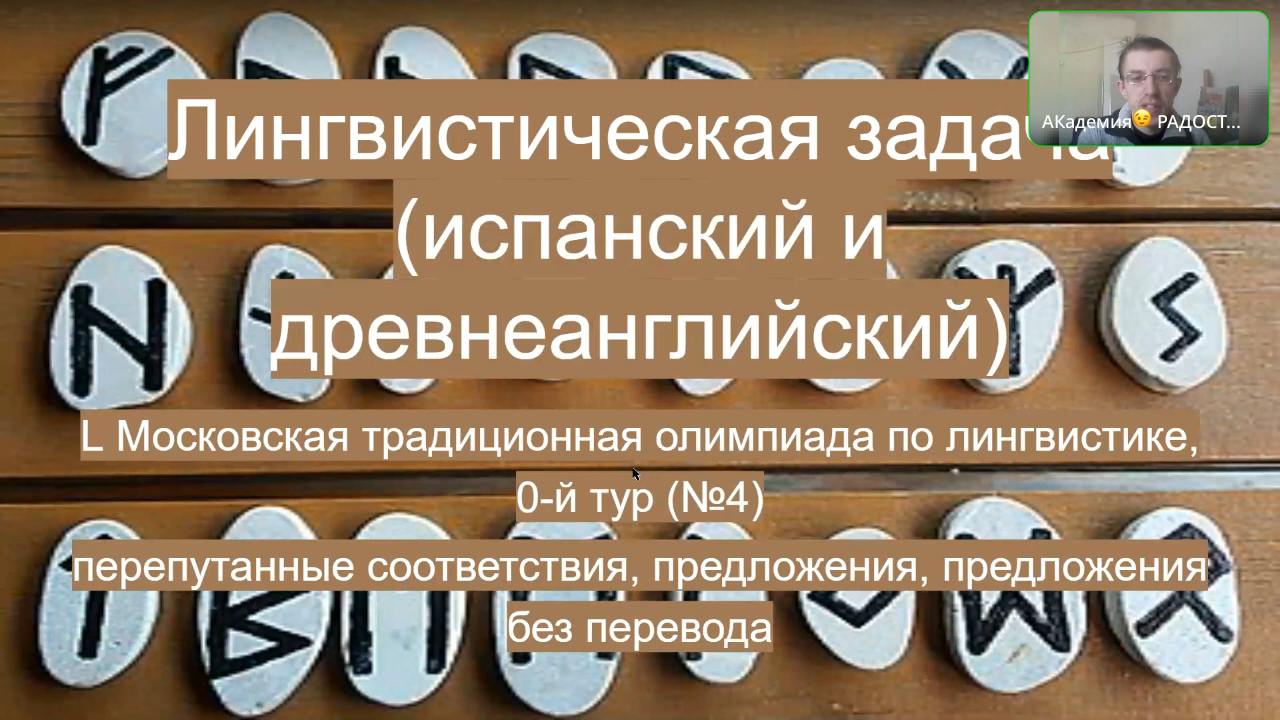 Лингвистическая задача
(испанский и
древнеанглийский)
L Московская традиционная олимпиада по лингвистике,
0-й тур (№4)
перепутанные соответствия, предложения, предложения
без перевода
АКадемия😉 РАДОСТ...